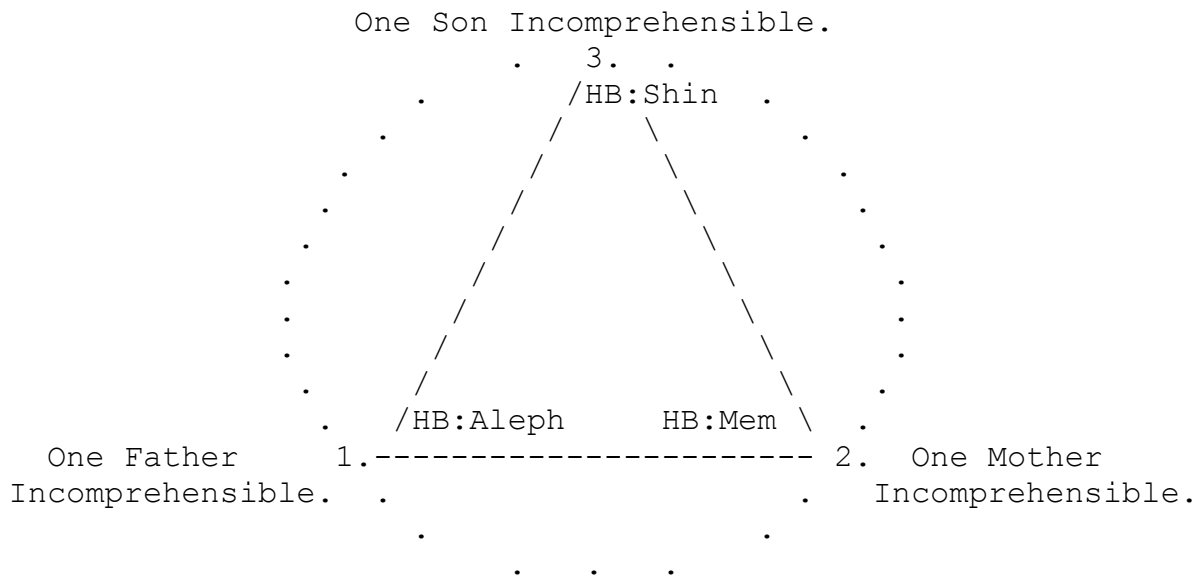 One Son Incomprehensible.
3.
/HB:Shin
/HB:Aleph HB:Mem \
One Father 1.----------------------- 2. One Mother
Incomprehensible. Incomprehensible.